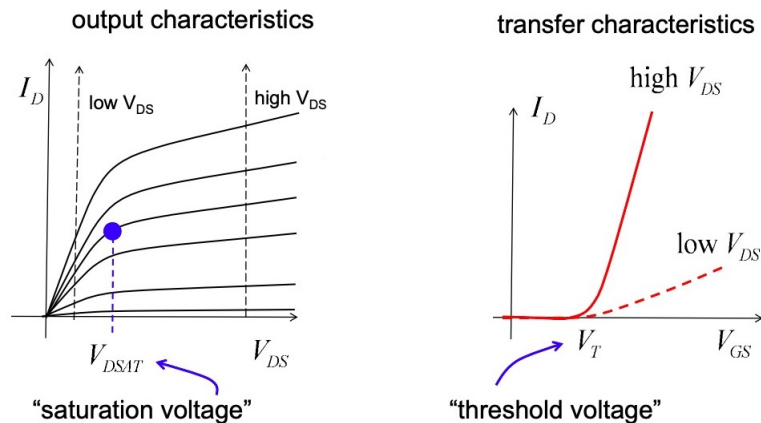 output characteristics
I_D
low V_DS
high V_DS
V_DSAT
V_DS
“saturation voltage”
transfer characteristics
high V_DS
I_D
low V_DS
V_T
V_GS
“threshold voltage”